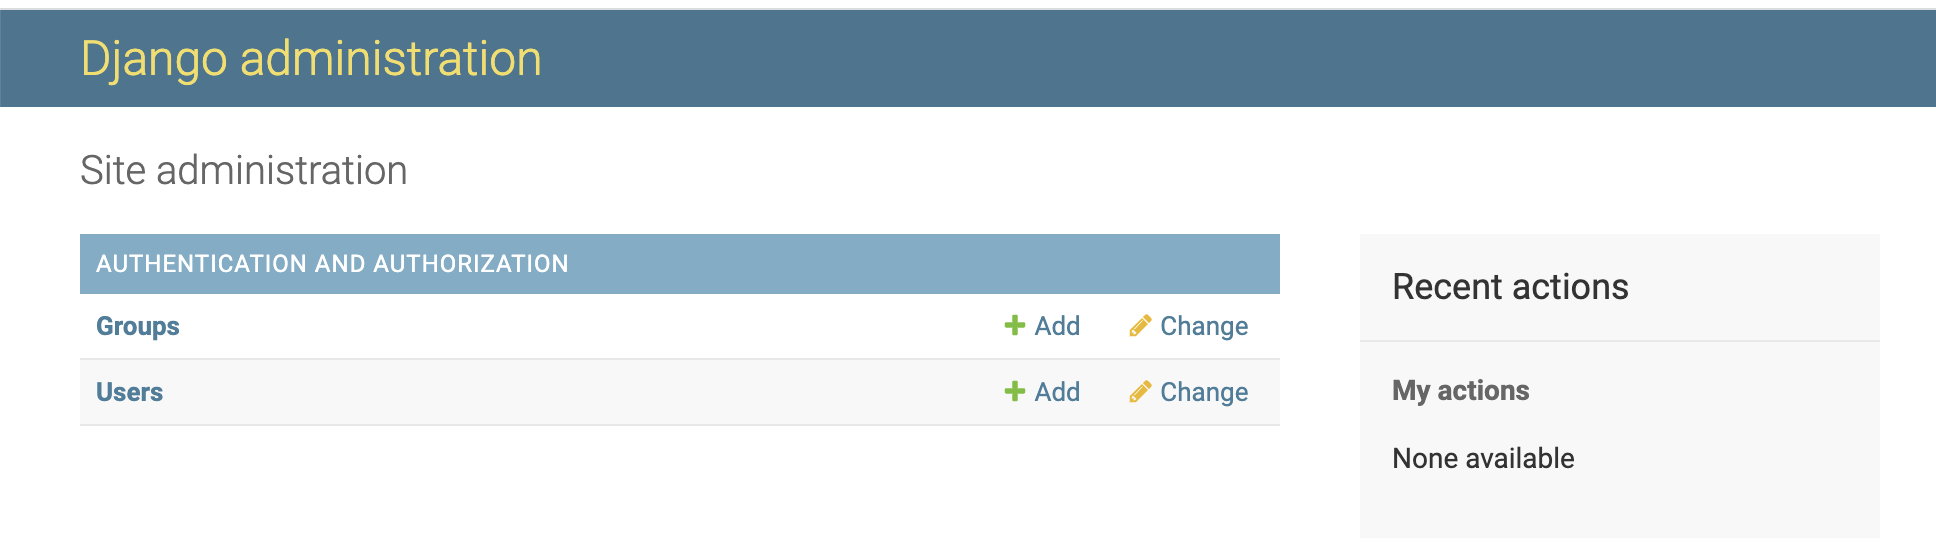 Django administration
Site administration
AUTHENTICATION AND AUTHORIZATION
Groups Add Change
Users Add Change
Recent actions
My actions
None available